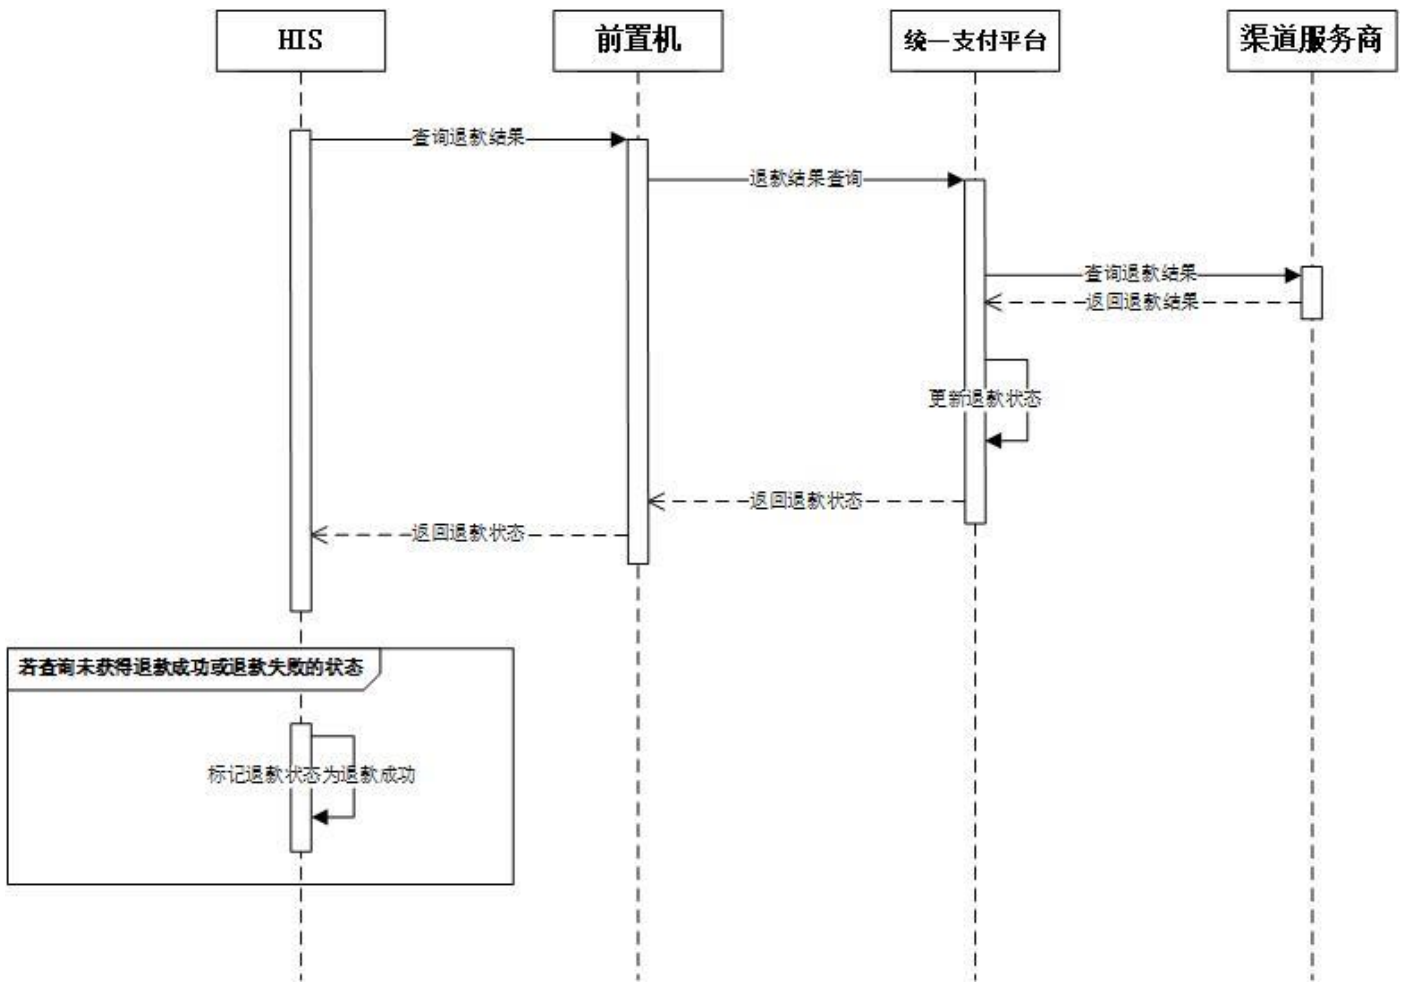 HIS
前置机
统一支付平台
渠道服务商
查询退款结果
退款结果查询
查询退款结果
返回退款结果
更新退款状态
返回退款状态
返回退款状态
若查询未获得退款成功或退款失败的状态
标记退款状态为退款成功